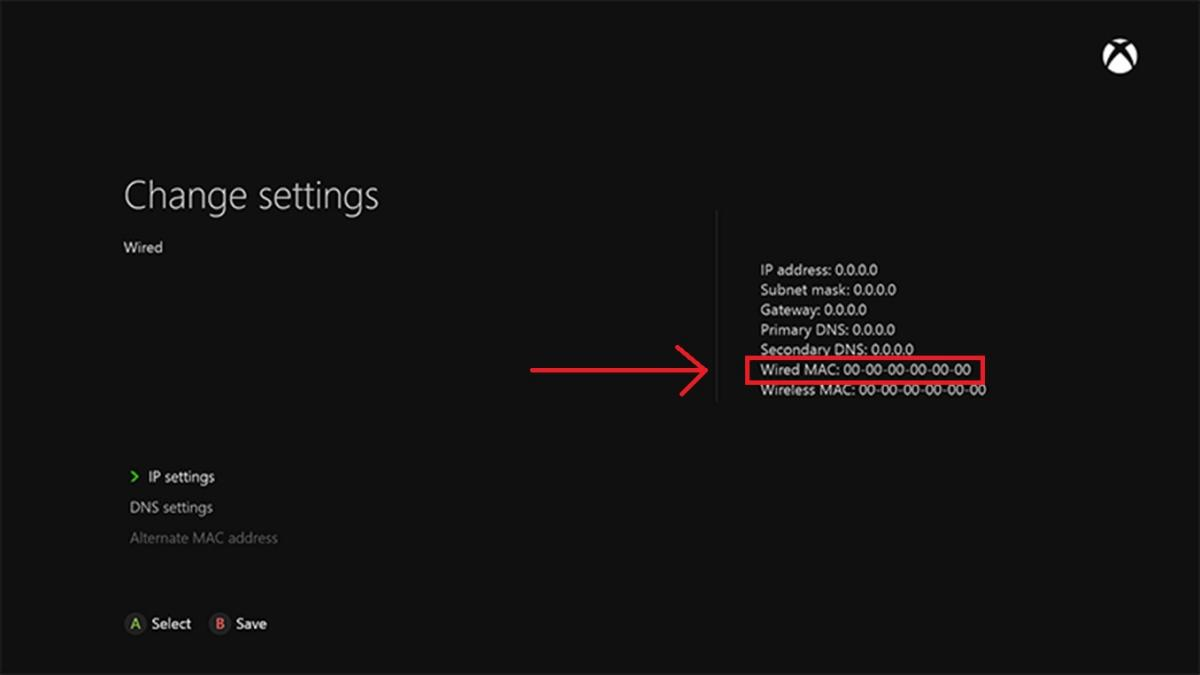 Change settings
Wired
IP address: 0.0.0.0
Subnet mask: 0.0.0.0
Gateway: 0.0.0.0
Primary DNS: 0.0.0.0
Secondary DNS: 0.0.0.0
Wired MAC: 00-00-00-00-00-00
Wireless MAC: 00-00-00-00-00-00
IP settings
DNS settings
Alternate MAC address
A Select B Save